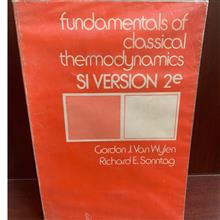 fundamentals of
classical
thermodynamics
SI VERSION 2e
Gordon J. Van Wylen
Richard E. Sonntag